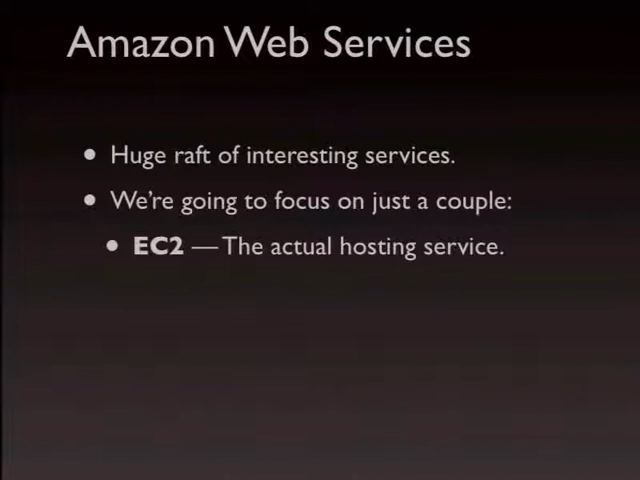 Amazon Web Services
• Huge raft of interesting services.
• We’re going to focus on just a couple:
• EC2 — The actual hosting service.